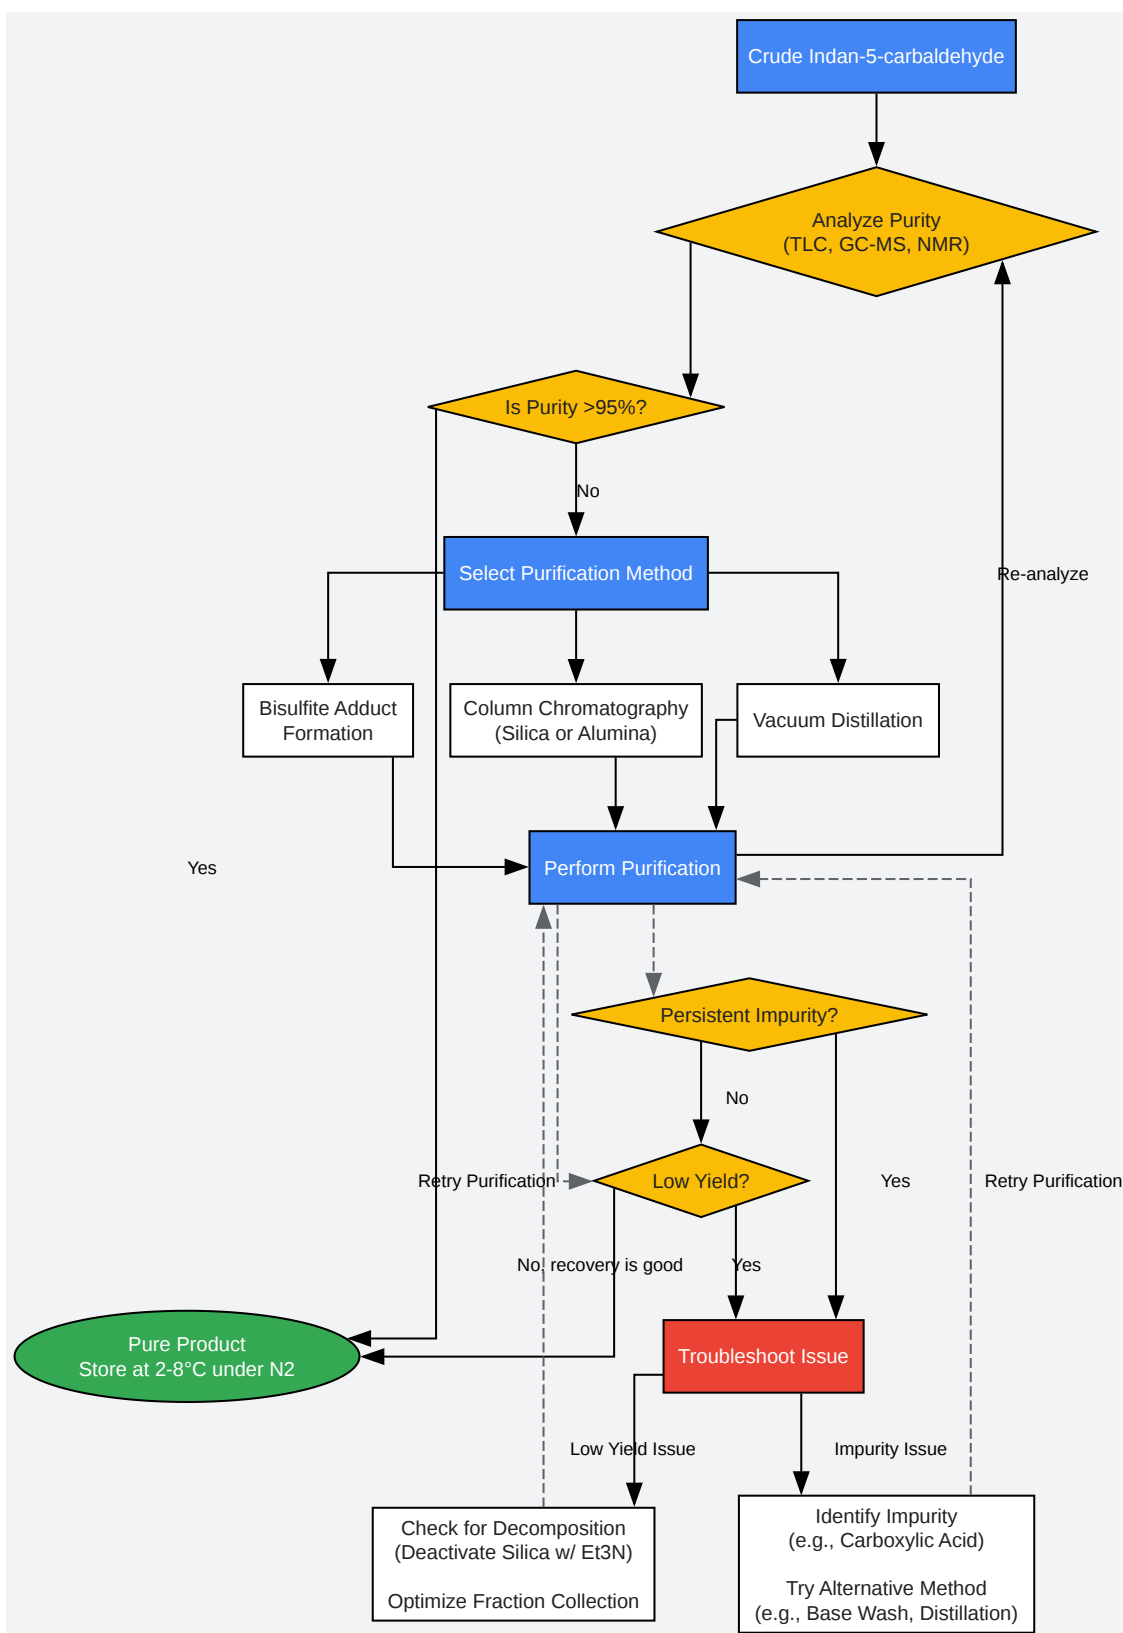 Crude Indan-5-carbaldehyde
Analyze Purity
(TLC, GC-MS, NMR)
Is Purity >95%?
No
Select Purification Method
Re-analyze
Bisulfite Adduct
Formation
Column Chromatography
(Silica or Alumina)
Vacuum Distillation
Yes
Perform Purification
Persistent Impurity?
No
Retry Purification
Low Yield?
Yes
Retry Purification
No, recovery is good
Yes
Pure Product
Store at 2-8°C under N2
Troubleshoot Issue
Low Yield Issue
Impurity Issue
Check for Decomposition
(Deactivate Silica w/ Et3N)
Optimize Fraction Collection
Identify Impurity
(e.g., Carboxylic Acid)
Try Alternative Method
(e.g., Base Wash, Distillation)